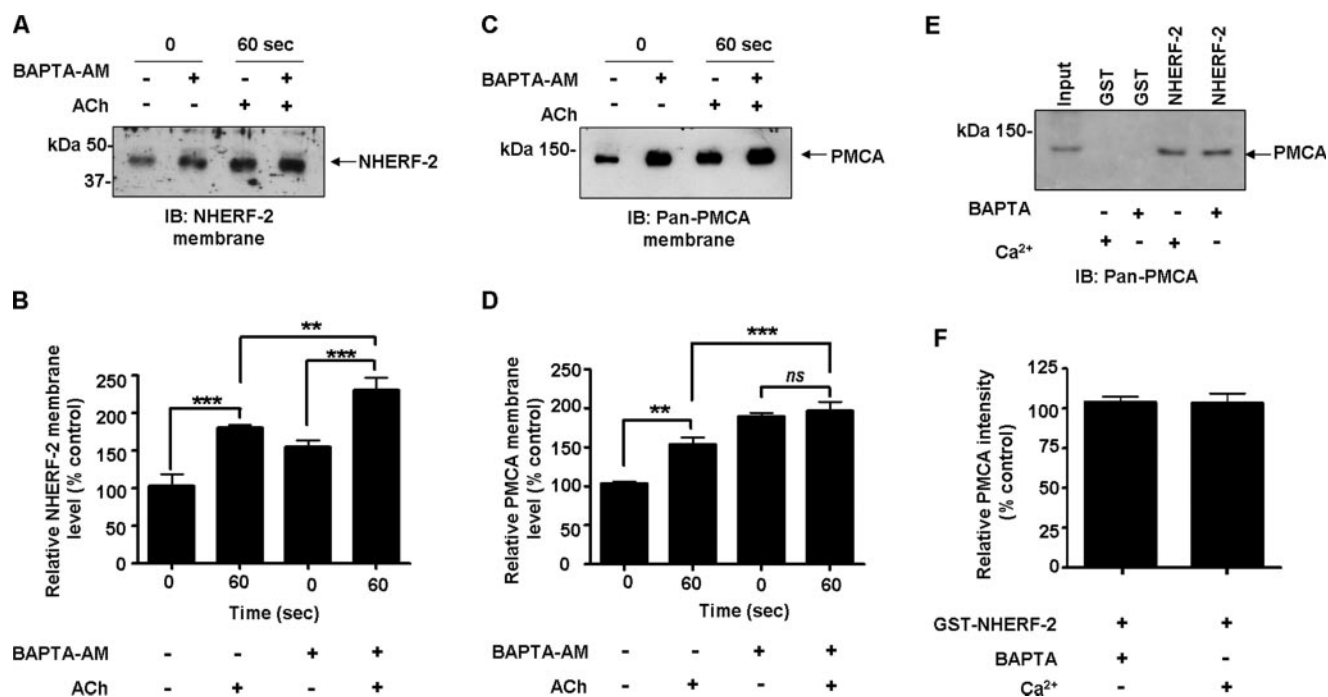 A
0 60 sec
BAPTA-AM - + - +
ACh - - + +
kDa 50-
37-
NHERF-2
IB: NHERF-2
membrane
B
Relative NHERF-2 membrane
level (% control)
250
200
150
100
50
0
***
**
***
0 60 0 60
Time (sec)
BAPTA-AM - - + +
ACh - + - +
C
0 60 sec
BAPTA-AM - + - +
ACh - - + +
kDa 150-
PMCA
IB: Pan-PMCA
membrane
D
Relative PMCA membrane
level (% control)
250
200
150
100
50
0
**
***
ns
0 60 0 60
Time (sec)
BAPTA-AM - - + +
ACh - + - +
E
Input
GST
GST
NHERF-2
NHERF-2
kDa 150-
PMCA
BAPTA - + - +
Ca²⁺ + - + -
IB: Pan-PMCA
F
Relative PMCA intensity
(% control)
125
100
75
50
25
0
GST-NHERF-2 + +
BAPTA + -
Ca²⁺ - +